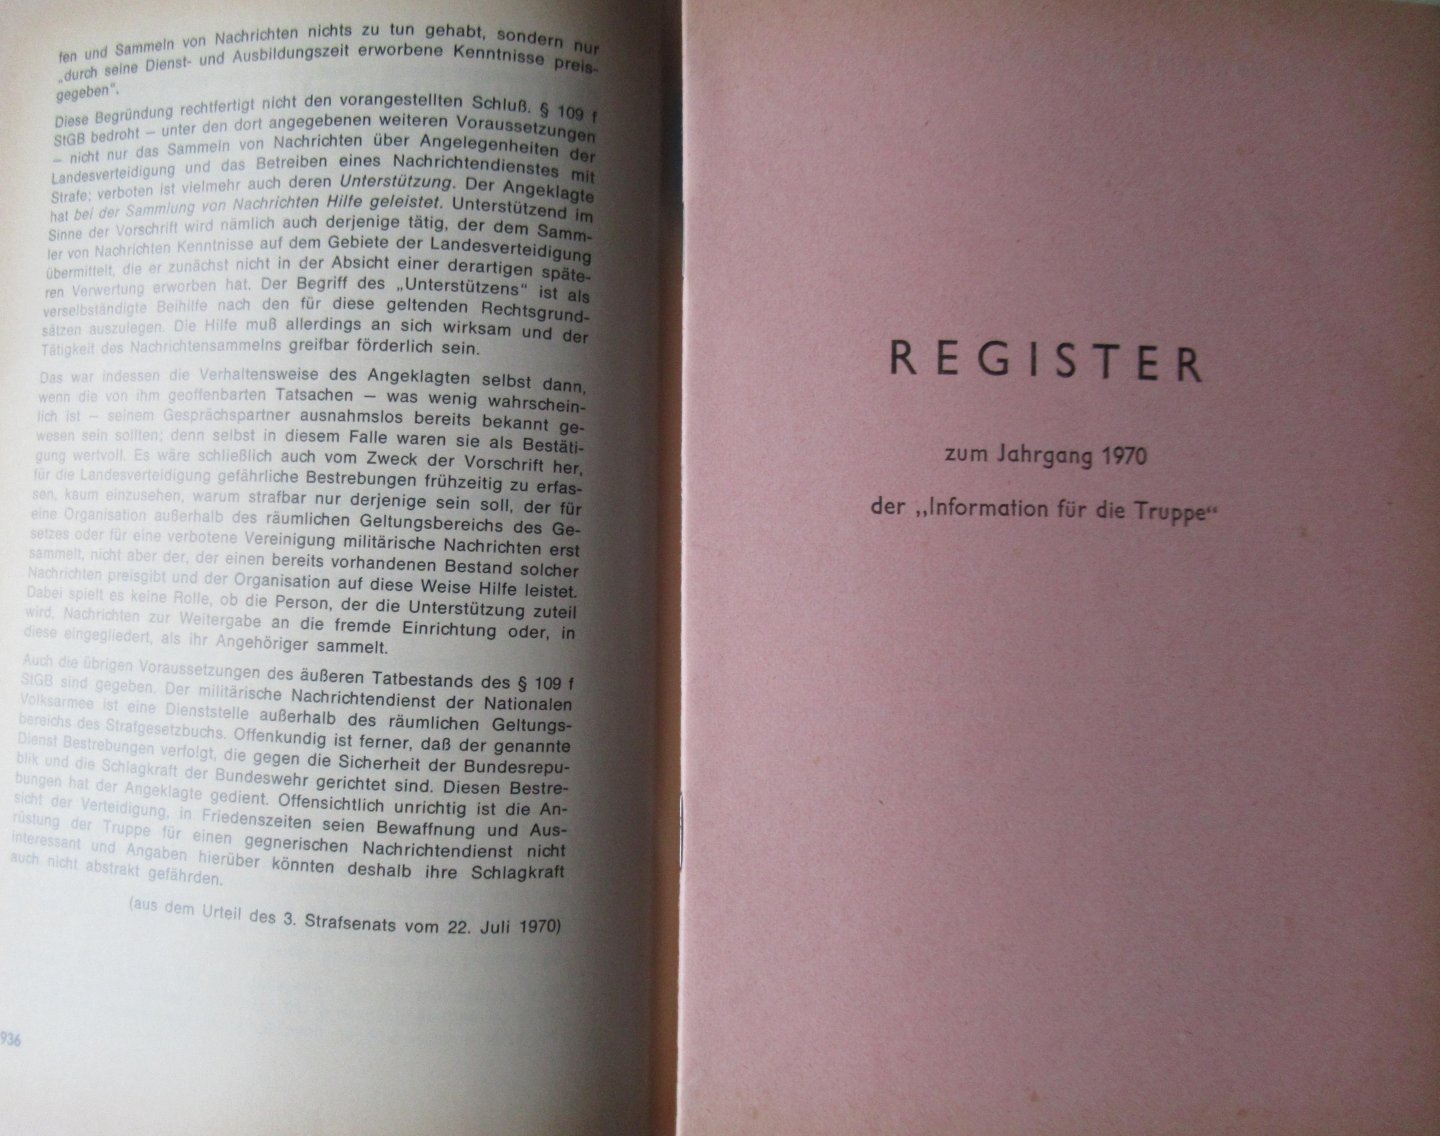 fen und Sammeln von Nachrichten nichts zu tun gehabt, sondern nur
„durch seine Dienst- und Ausbildungszeit erworbene Kenntnisse preis-
gegeben“.
Diese Begründung rechtfertigt nicht den vorangestellten Schluß. § 109 f
StGB bedroht – unter den dort angegebenen weiteren Voraussetzungen
– nicht nur das Sammeln von Nachrichten über Angelegenheiten der
Landesverteidigung und das Betreiben eines Nachrichtendienstes mit
Strafe; verboten ist vielmehr auch deren Unterstützung. Der Angeklagte
hat bei der Sammlung von Nachrichten Hilfe geleistet. Unterstützend im
Sinne der Vorschrift wird nämlich auch derjenige tätig, der dem Samm-
ler von Nachrichten Kenntnisse auf dem Gebiete der Landesverteidigung
übermittelt, die er zunächst nicht in der Absicht einer derartigen späte-
ren Verwertung erworben hat. Der Begriff des „Unterstützens“ ist als
verselbständigte Beihilfe nach den für diese geltenden Rechtsgrund-
sätzen auszulegen. Die Hilfe muß allerdings an sich wirksam und der
Tätigkeit des Nachrichtensammelns greifbar förderlich sein.
Das war indessen die Verhaltensweise des Angeklagten selbst dann,
wenn die von ihm geoffenbarten Tatsachen – was wenig wahrschein-
lich ist – seinem Gesprächspartner ausnahmslos bereits bekannt ge-
wesen sein sollten; denn selbst in diesem Falle waren sie als Bestäti-
gung wertvoll. Es wäre schließlich auch vom Zweck der Vorschrift her,
für die Landesverteidigung gefährliche Bestrebungen frühzeitig zu erfas-
sen, kaum einzusehen, warum strafbar nur derjenige sein soll, der für
eine Organisation außerhalb des räumlichen Geltungsbereichs des Ge-
setzes oder für eine verbotene Vereinigung militärische Nachrichten erst
sammelt, nicht aber der, der einen bereits vorhandenen Bestand solcher
Nachrichten preisgibt und der Organisation auf diese Weise Hilfe leistet.
Dabei spielt es keine Rolle, ob die Person, der die Unterstützung zuteil
wird, Nachrichten zur Weitergabe an die fremde Einrichtung oder, in
diese eingegliedert, als ihr Angehöriger sammelt.
Auch die übrigen Voraussetzungen des äußeren Tatbestands des § 109 f
StGB sind gegeben. Der militärische Nachrichtendienst der Nationalen
Volksarmee ist eine Dienststelle außerhalb des räumlichen Geltungs-
bereichs des Strafgesetzbuchs. Offenkundig ist ferner, daß der genannte
Dienst Bestrebungen verfolgt, die gegen die Sicherheit der Bundesrepu-
blik und die Schlagkraft der Bundeswehr gerichtet sind. Diesen Bestre-
bungen hat der Angeklagte gedient. Offensichtlich unrichtig ist die An-
sicht der Verteidigung, in Friedenszeiten seien Bewaffnung und Aus-
rüstung der Truppe für einen gegnerischen Nachrichtendienst nicht
interessant und Angaben hierüber könnten deshalb ihre Schlagkraft
auch nicht abstrakt gefährden.
(aus dem Urteil des 3. Strafsenats vom 22. Juli 1970)
936
REGISTER
zum Jahrgang 1970
der „Information für die Truppe“